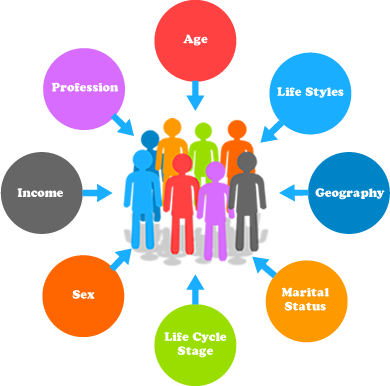 Age
Profession
Life Styles
Income
Geography
Sex
Marital
Status
Life Cycle
Stage